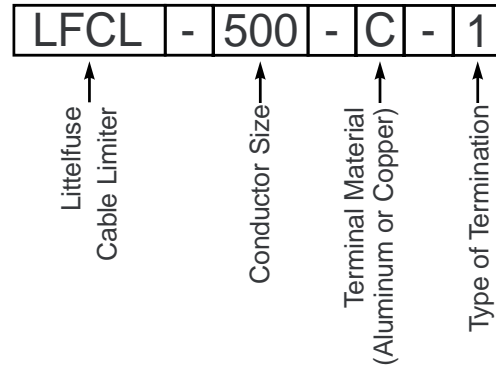 LFCL - 500 - C - 1
Littelfuse
Cable Limiter
Conductor Size
Terminal Material
(Aluminum or Copper)
Type of Termination